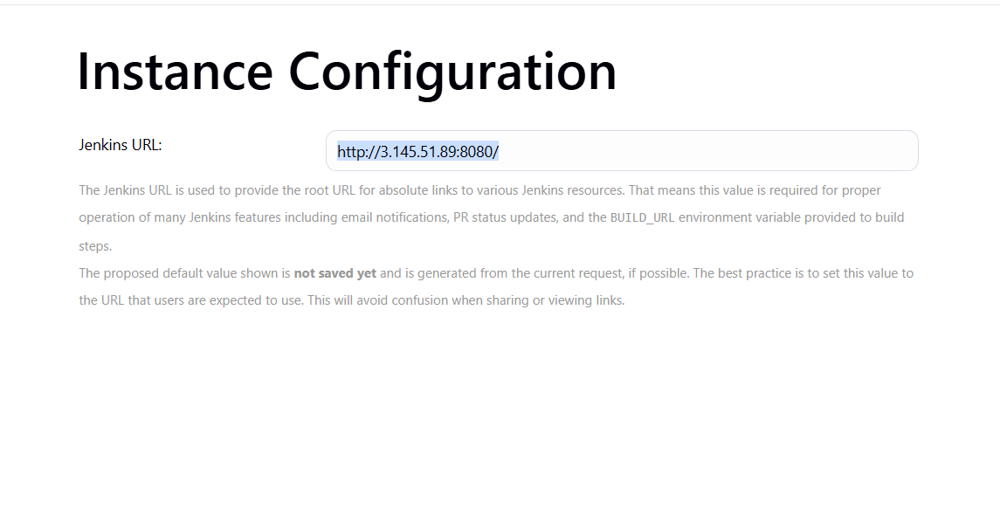 Instance Configuration
Jenkins URL:
http://3.145.51.89:8080/
The Jenkins URL is used to provide the root URL for absolute links to various Jenkins resources. That means this value is required for proper
operation of many Jenkins features including email notifications, PR status updates, and the BUILD_URL environment variable provided to build
steps.
The proposed default value shown is not saved yet and is generated from the current request, if possible. The best practice is to set this value to
the URL that users are expected to use. This will avoid confusion when sharing or viewing links.